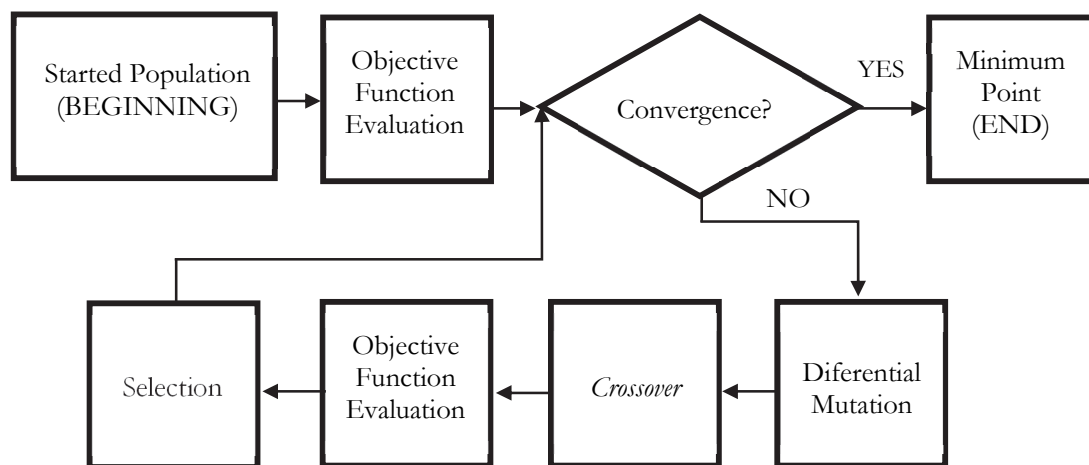 Started Population
(BEGINNING)
Objective
Function
Evaluation
Convergence?
YES
Minimum
Point
(END)
NO
Selection
Objective
Function
Evaluation
Crossover
Diferential
Mutation